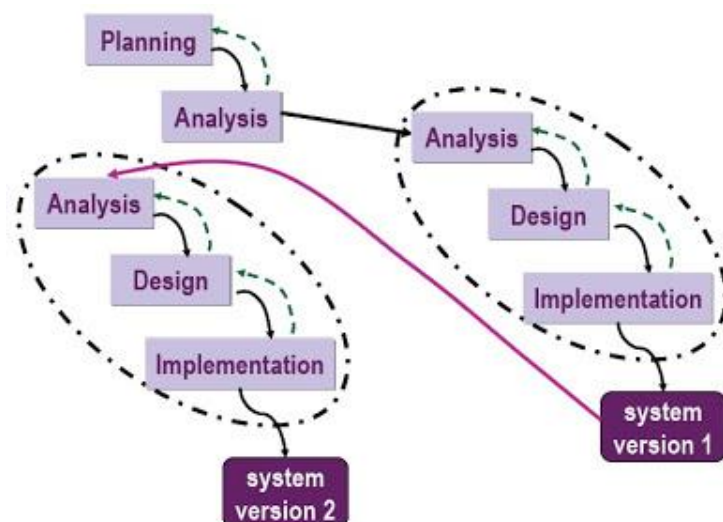 Planning
Analysis
Analysis
Design
Implementation
system
version 1
Analysis
Design
Implementation
system
version 2